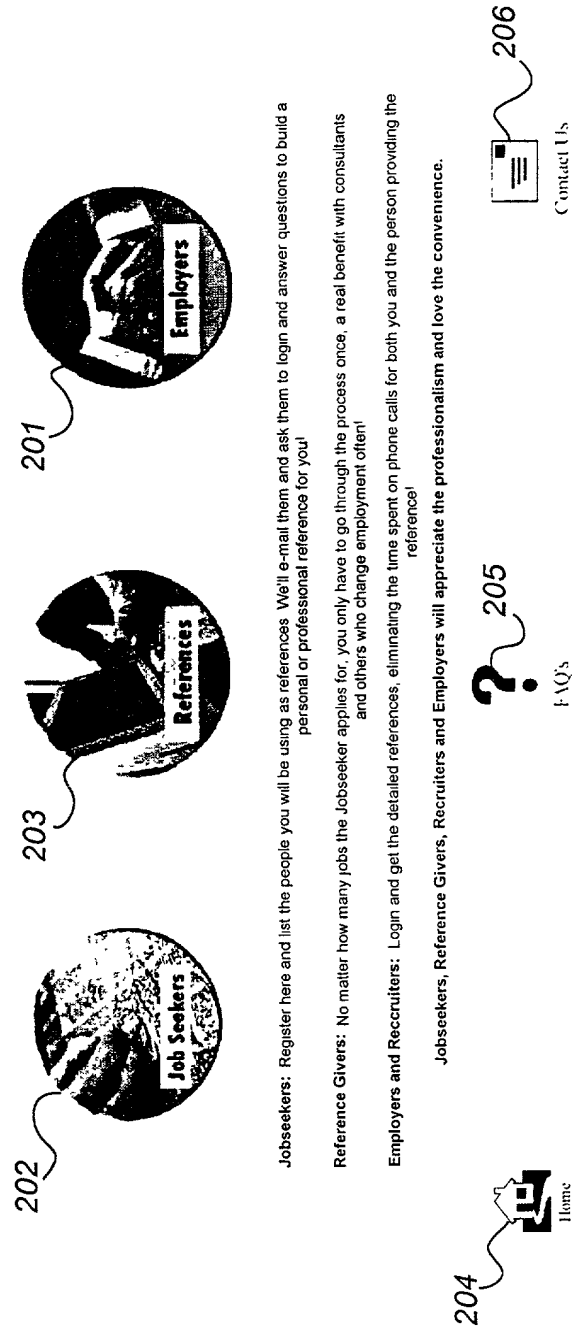 202
203
201
Job Seekers
References
Employers
Jobseekers: Register here and list the people you will be using as references We'll e-mail them and ask them to login and answer questions to build a
personal or professional reference for you!
Reference Givers: No matter how many jobs the Jobseeker applies for, you only have to go through the process once, a real benefit with consultants
and others who change employment often!
Employers and Reccruiters: Login and get the detailed references, eliminating the time spent on phone calls for both you and the person providing the
reference!
Jobseekers, Reference Givers, Recruiters and Employers will appreciate the professionalism and love the convenience.
204
205
206
Home
FAQ's
Contact Us